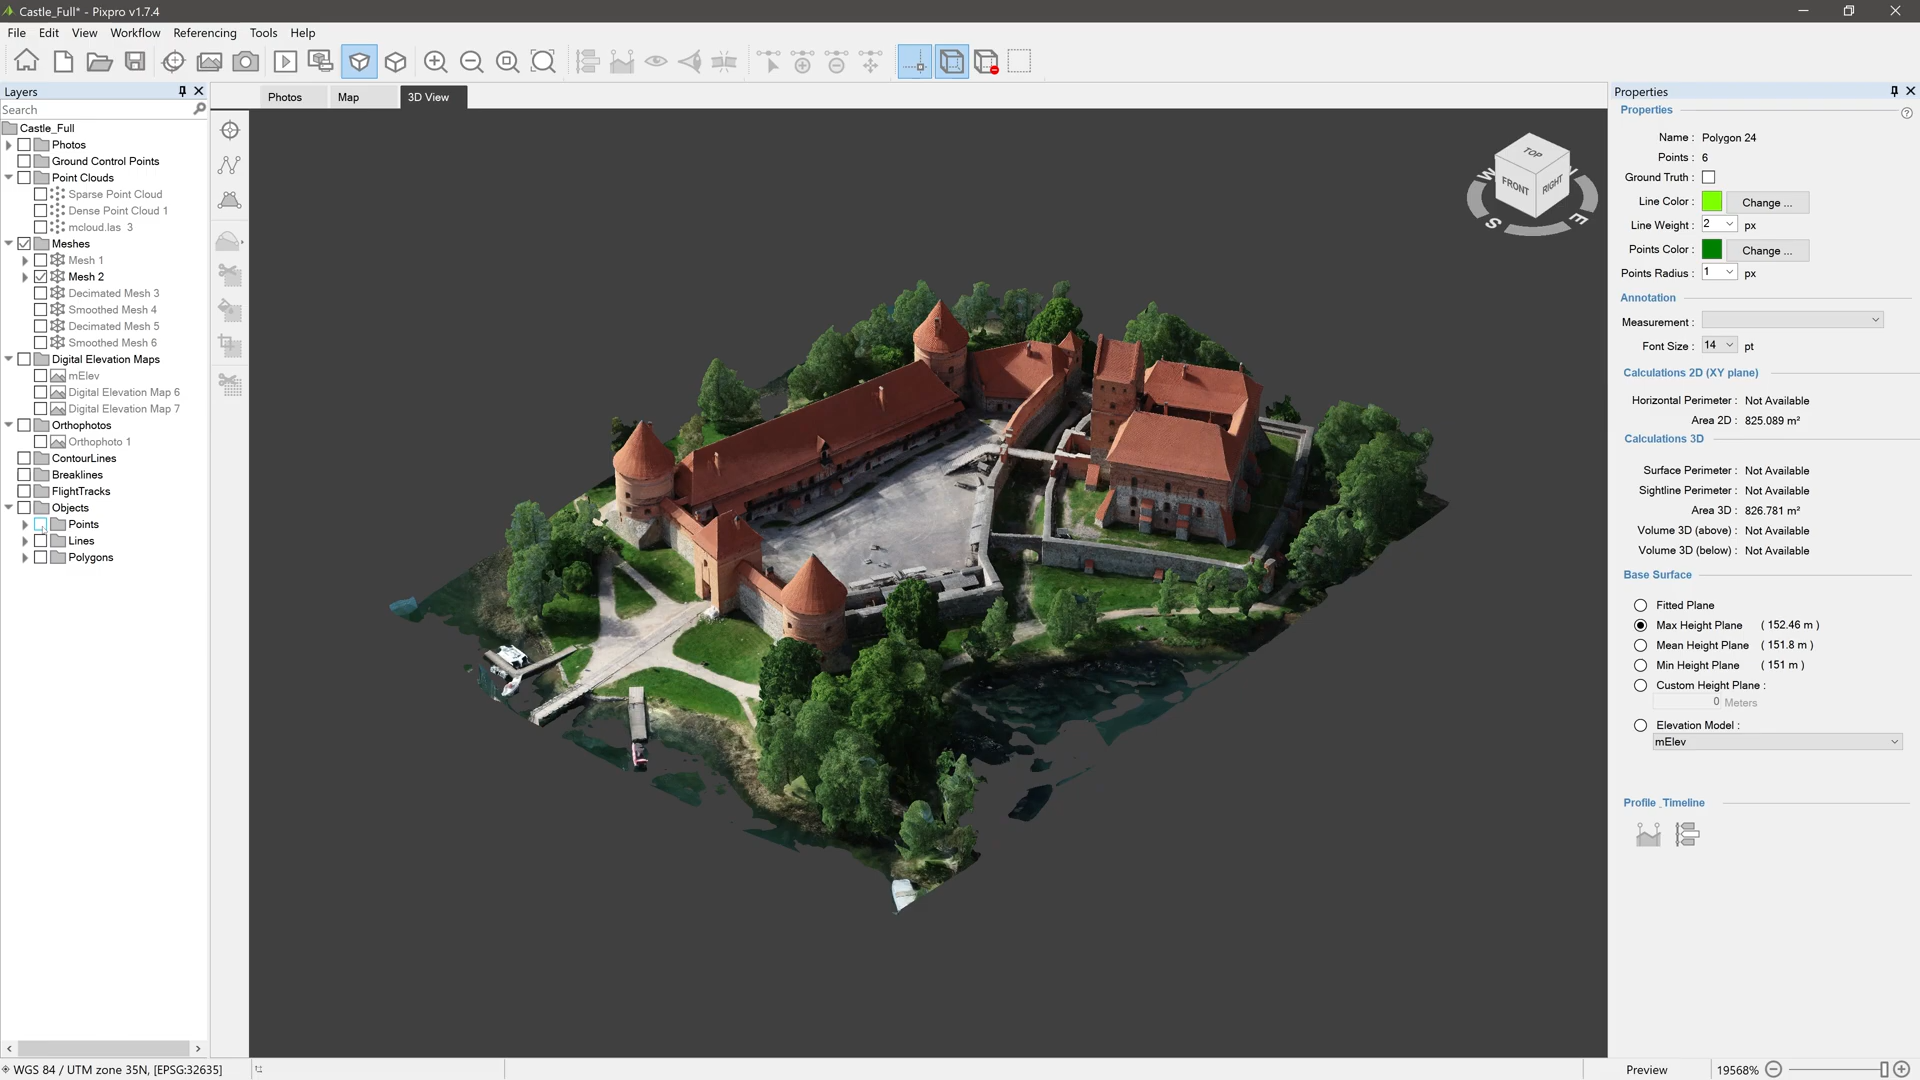 Castle_Full* - Pixpro v1.7.4
File Edit View Workflow Referencing Tools Help
Layers
Search
Castle_Full
Photos
Ground Control Points
Point Clouds
Sparse Point Cloud
Dense Point Cloud 1
mcloud.las 3
Meshes
Mesh 1
Mesh 2
Decimated Mesh 3
Smoothed Mesh 4
Decimated Mesh 5
Smoothed Mesh 6
Digital Elevation Maps
mElev
Digital Elevation Map 6
Digital Elevation Map 7
Orthophotos
Orthophoto 1
ContourLines
Breaklines
FlightTracks
Objects
Points
Lines
Polygons
Photos Map 3D View
TOP
FRONT RIGHT
W
S E
Properties
Properties
Name : Polygon 24
Points : 6
Ground Truth :
Line Color : Change ...
Line Weight : 2 px
Points Color : Change ...
Points Radius : 1 px
Annotation
Measurement :
Font Size : 14 pt
Calculations 2D (XY plane)
Horizontal Perimeter : Not Available
Area 2D : 825.089 m²
Calculations 3D
Surface Perimeter : Not Available
Sightline Perimeter : Not Available
Area 3D : 826.781 m²
Volume 3D (above) : Not Available
Volume 3D (below) : Not Available
Base Surface
Fitted Plane
Max Height Plane ( 152.46 m )
Mean Height Plane ( 151.8 m )
Min Height Plane ( 151 m )
Custom Height Plane :
0 Meters
Elevation Model :
mElev
Profile_Timeline
WGS 84 / UTM zone 35N, [EPSG:32635]
Preview 19568%